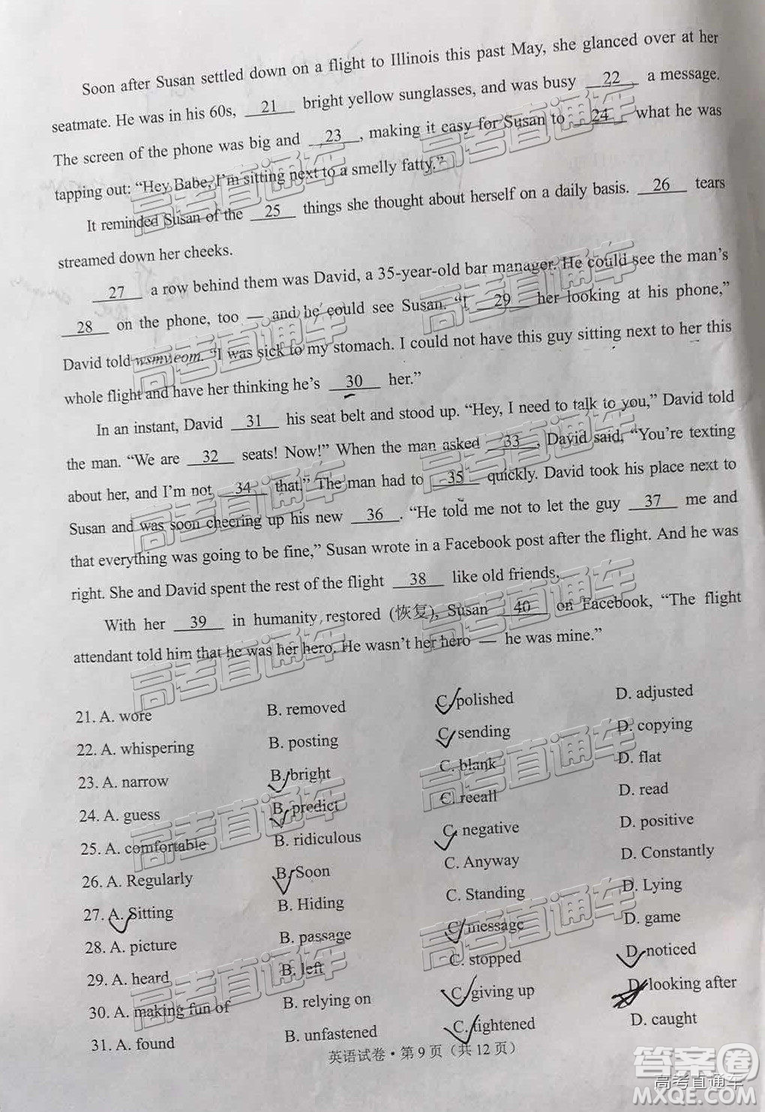 Soon after Susan settled down on a flight to Illinois this past May, she glanced over at her
seatmate. He was in his 60s, 21 bright yellow sunglasses, and was busy 22 a message.
The screen of the phone was big and 23, making it easy for Susan to 24 what he was
tapping out: “Hey Babe, I’m sitting next to a smelly fatty.”
It reminded Susan of the 25 things she thought about herself on a daily basis. 26 tears
streamed down her cheeks.
27 a row behind them was David, a 35-year-old bar manager. He could see the man’s
28 on the phone, too — and he could see Susan. “I 29 her looking at his phone,”
David told wsmv.com. “I was sick to my stomach. I could not have this guy sitting next to her this
whole flight and have her thinking he’s 30 her.”
In an instant, David 31 his seat belt and stood up. “Hey, I need to talk to you,” David told
the man. “We are 32 seats! Now!” When the man asked 33, David said, “You’re texting
about her, and I’m not 34 that.” The man had to 35 quickly. David took his place next to
Susan and was soon cheering up his new 36. “He told me not to let the guy 37 me and
that everything was going to be fine,” Susan wrote in a Facebook post after the flight. And he was
right. She and David spent the rest of the flight 38 like old friends.
With her 39 in humanity restored (恢复), Susan 40 on Facebook, “The flight
attendant told him that he was her hero. He wasn’t her hero — he was mine.”
21. A. wore B. removed C. polished D. adjusted
22. A. whispering B. posting C. sending D. copying
23. A. narrow B. bright C. blank D. flat
24. A. guess B. predict C. recall D. read
25. A. comfortable B. ridiculous C. negative D. positive
26. A. Regularly B. Soon C. Anyway D. Constantly
27. A. Sitting B. Hiding C. Standing D. Lying
28. A. picture B. passage C. message D. game
29. A. heard B. left C. stopped D. noticed
30. A. making fun of B. relying on C. giving up D. looking after
31. A. found B. unfastened C. tightened D. caught
英语试卷·第9页（共12页）
高考直通车
答案圈
MXQE.COM